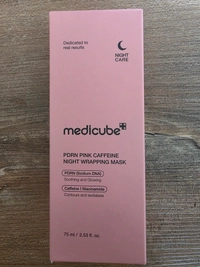 Dedicated to
real results.
NIGHT
CARE
medicube
PDRN PINK CAFFEINE
NIGHT WRAPPING MASK
PDRN (Sodium DNA)
Soothing and Glowing
Caffeine | Niacinamide
Contours and revitalizes
75 ml / 2.53 fl. oz.